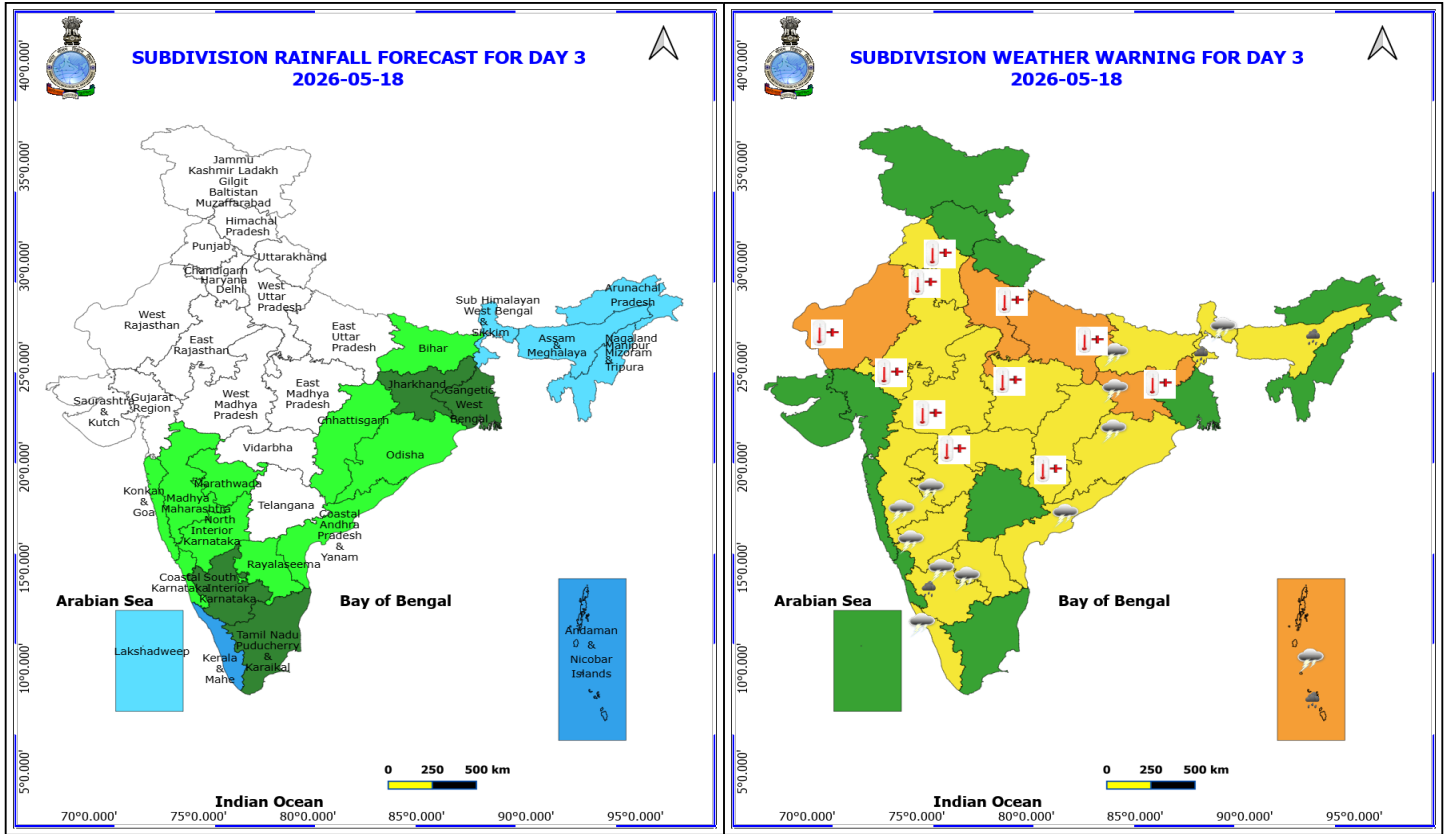 SUBDIVISION RAINFALL FORECAST FOR DAY 3
2026-05-18
40°0.000'
35°0.000'
30°0.000'
25°0.000'
20°0.000'
15°0.000'
10°0.000'
5°0.000'
Jammu
Kashmir Ladakh
Gilgit
Baltistan
Muzaffarabad
Himachal
Pradesh
Punjab
Uttarakhand
Chandigarh
Haryana
Delhi
West
Uttar
Pradesh
West
Rajasthan
East
Rajasthan
East
Uttar
Pradesh
Sub Himalayan
West Bengal
&
Sikkim
Arunachal
Pradesh
Assam
&
Meghalaya
Nagaland
Manipur
Mizoram
&
Tripura
Bihar
Jharkhand
Gangetic
West
Bengal
Saurashtra
&
Kutch
Gujarat
Region
West
Madhya
Pradesh
East
Madhya
Pradesh
Chhattisgarh
Odisha
Vidarbha
Konkan
&
Goa
Marathwada
Madhya
Maharashtra
North
Interior
Karnataka
Telangana
Coastal
Andhra
Pradesh
&
Yanam
Rayalaseema
Coastal
Karnataka
South
Interior
Karnataka
Arabian Sea
Bay of Bengal
Lakshadweep
Kerala
&
Mahe
Tamil Nadu
Puducherry
&
Karaikal
Andaman
&
Nicobar
Islands
0 250 500 km
Indian Ocean
70°0.000' 75°0.000' 80°0.000' 85°0.000' 90°0.000' 95°0.000'
SUBDIVISION WEATHER WARNING FOR DAY 3
2026-05-18
40°0.000'
35°0.000'
30°0.000'
25°0.000'
20°0.000'
15°0.000'
10°0.000'
5°0.000'
Arabian Sea
Bay of Bengal
0 250 500 km
Indian Ocean
70°0.000' 75°0.000' 80°0.000' 85°0.000' 90°0.000' 95°0.000'